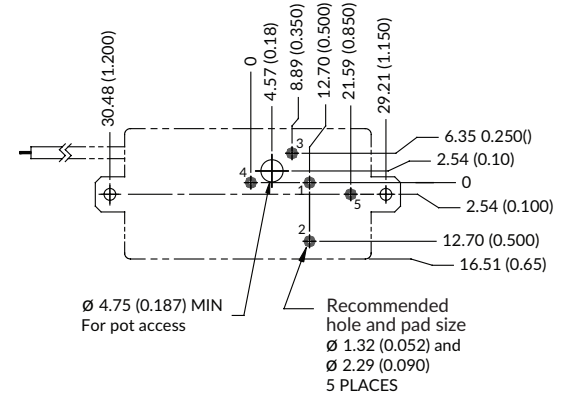 30.48 (1.200)
0
4.57 (0.18)
8.89 (0.350)
12.70 (0.500)
21.59 (0.850)
29.21 (1.150)
6.35 0.250()
2.54 (0.10)
0
2.54 (0.100)
12.70 (0.500)
16.51 (0.65)
3
4
1
5
2
Ø 4.75 (0.187) MIN
For pot access
Recommended
hole and pad size
Ø 1.32 (0.052) and
Ø 2.29 (0.090)
5 PLACES